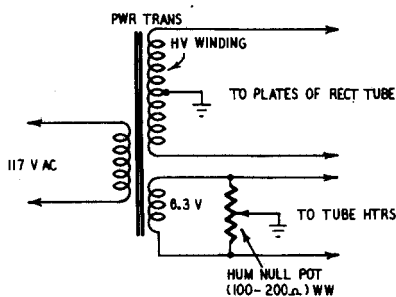 PWR TRANS
HV WINDING
TO PLATES OF RECT TUBE
117 V AC
6.3 V
TO TUBE HTRS
HUM NULL POT
(100-200Ω) WW